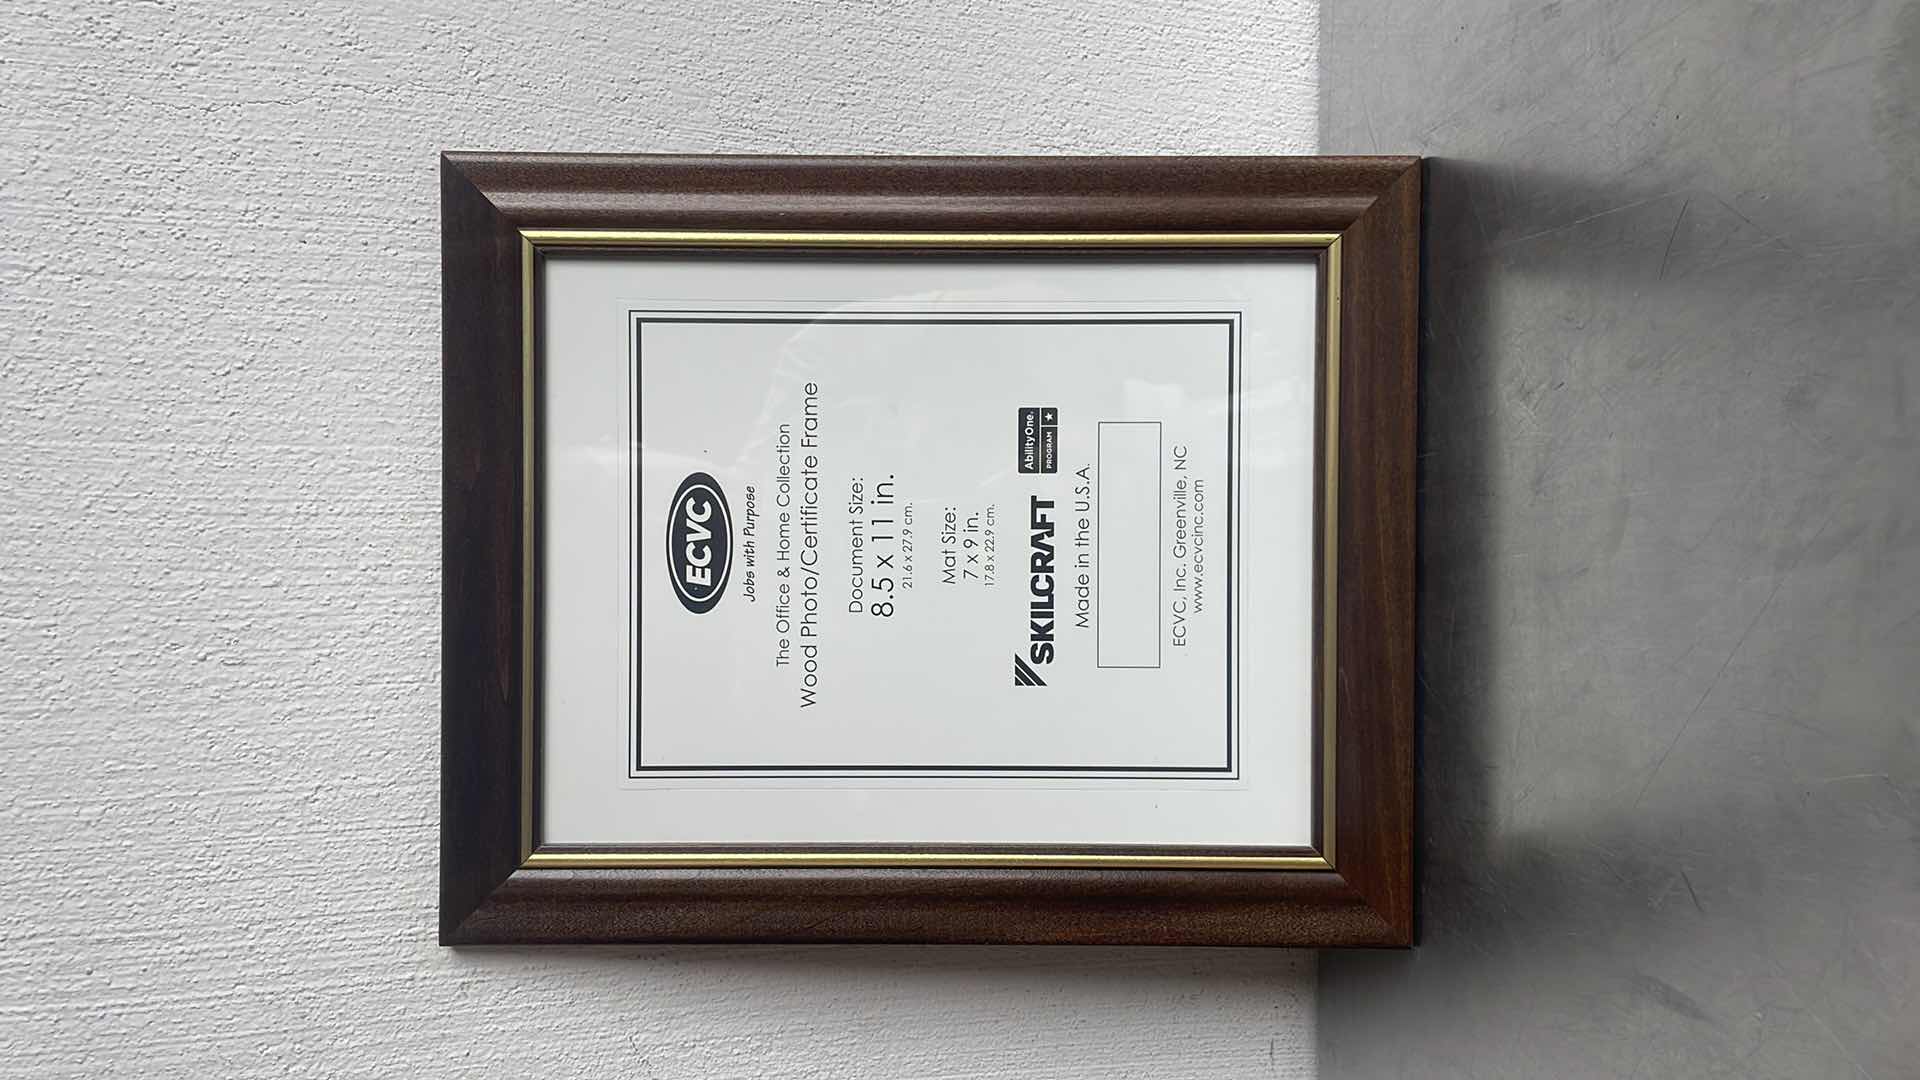 ECVC
Jobs with Purpose
The Office & Home Collection
Wood Photo/Certificate Frame
Document Size:
8.5 x 11 in.
21.6 x 27.9 cm.
Mat Size:
7 x 9 in.
17.8 x 22.9 cm.
SKILCRAFT
AbilityOne.
PROGRAM
Made in the U.S.A.
ECVC, Inc. Greenville, NC
www.ecvcinc.com